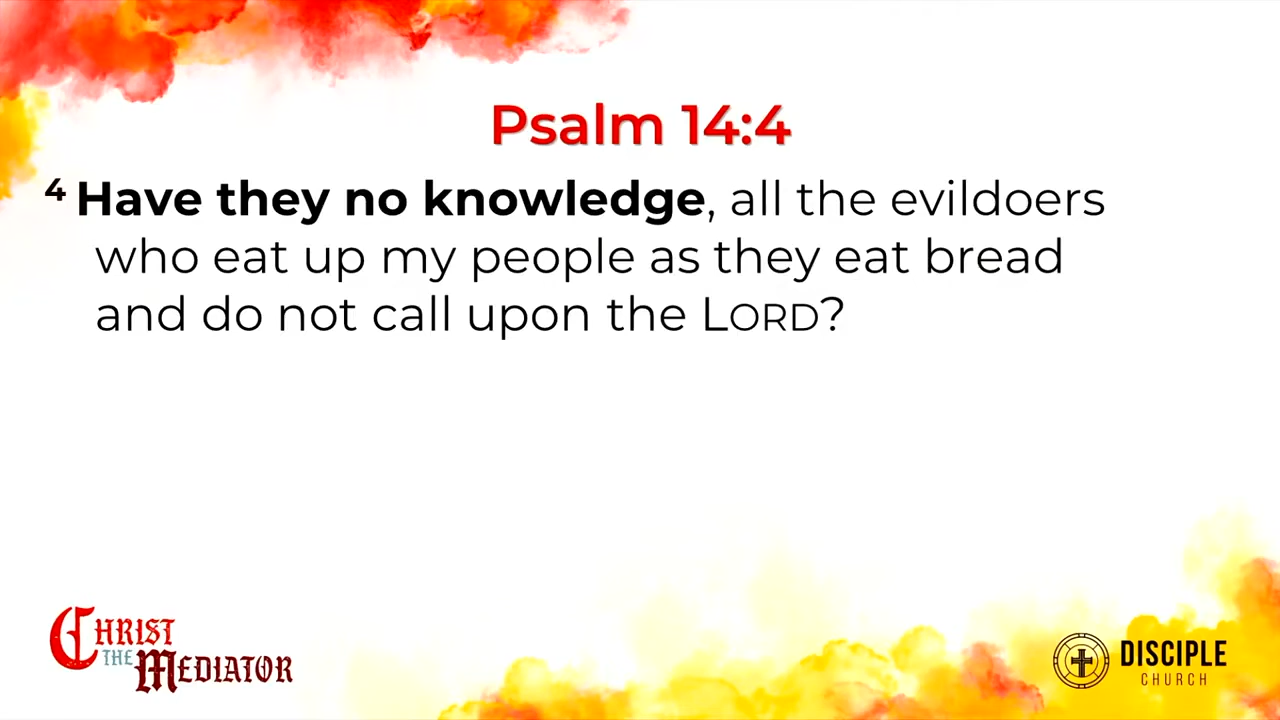 Psalm 14:4
4 Have they no knowledge, all the evildoers
who eat up my people as they eat bread
and do not call upon the LORD?
CHRIST
THE MEDIATOR
DISCIPLE
CHURCH